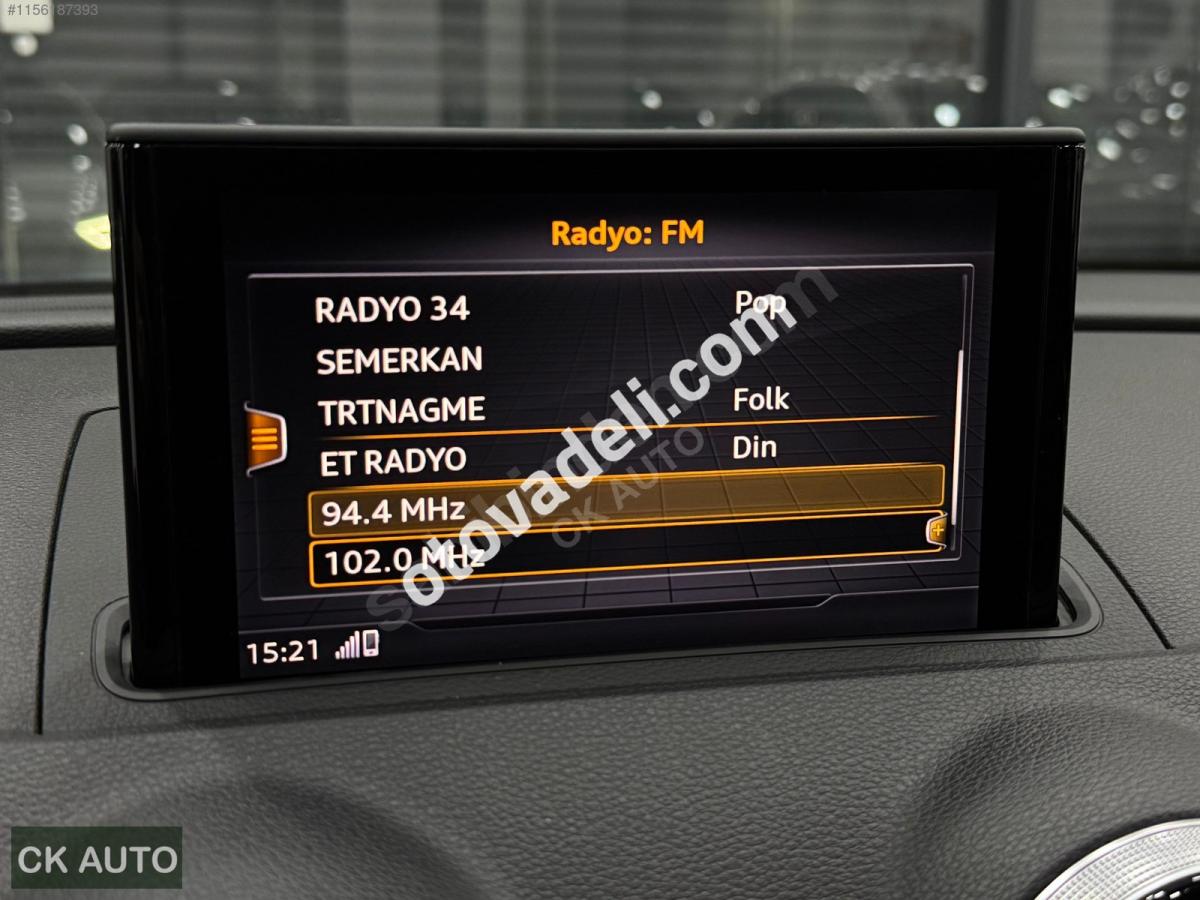 #1156187393
Radyo: FM
RADYO 34 Pop
SEMERKAN
TRTNAGME Folk
ET RADYO Din
94.4 MHz
102.0 MHz
15:21
otovadeli.com
CK AUTO
CK AUTO